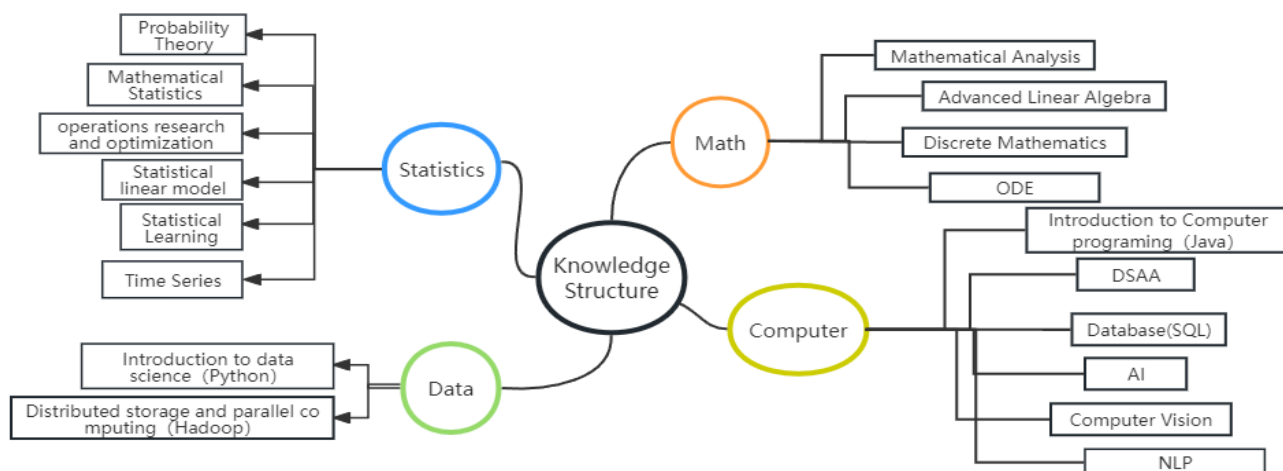 Probability
Theory
Mathematical
Statistics
operations research
and optimization
Statistical
linear model
Statistical
Learning
Time Series
Statistics
Math
Mathematical Analysis
Advanced Linear Algebra
Discrete Mathematics
ODE
Knowledge
Structure
Computer
Introduction to Computer
programing（Java）
DSAA
Database(SQL)
AI
Computer Vision
NLP
Data
Introduction to data
science（Python）
Distributed storage and parallel co
mputing（Hadoop）